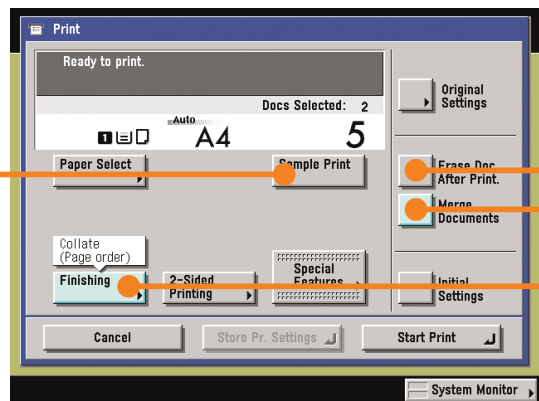 Print
Ready to print.
Docs Selected: 2
Auto
1 A4 5
Original
Settings
Paper Select
Sample Print
Erase Doc.
After Print.
Merge
Documents
Collate
(Page order)
Finishing
2-Sided
Printing
Special
Features
Initial
Settings
Cancel
Store Pr. Settings
Start Print
System Monitor